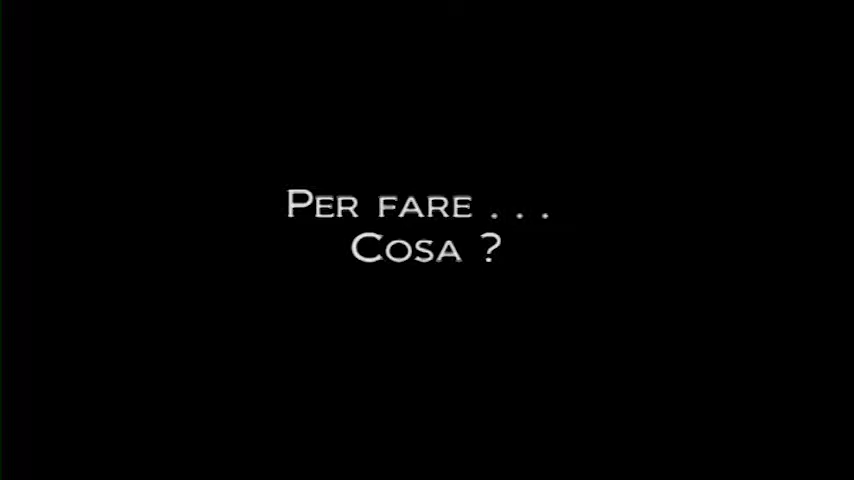 Per fare . . .
Cosa ?